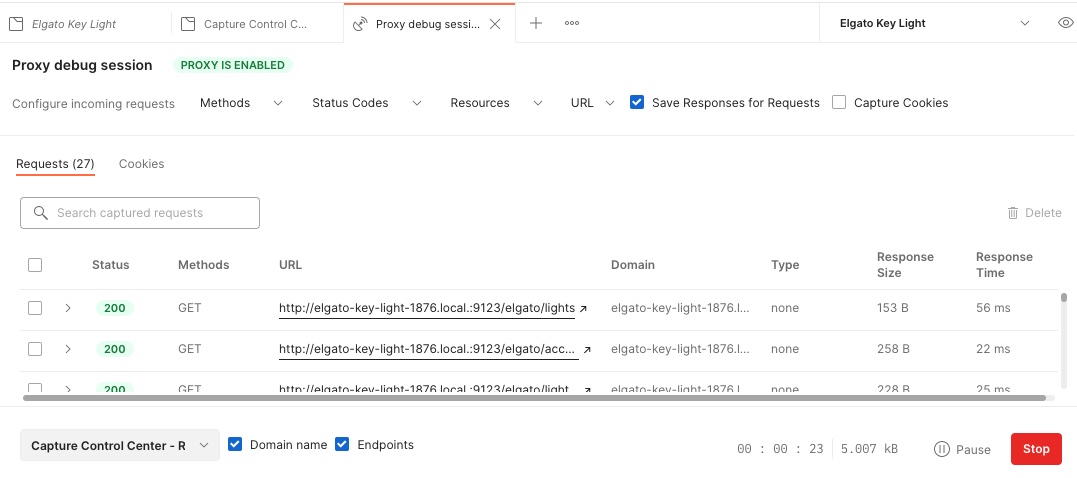 Elgato Key Light
Capture Control C...
Proxy debug sessi...
Elgato Key Light
Proxy debug session PROXY IS ENABLED
Configure incoming requests Methods Status Codes Resources URL Save Responses for Requests Capture Cookies
Requests (27) Cookies
Search captured requests
Delete
Status Methods URL Domain Type Response Size Response Time
200 GET http://elgato-key-light-1876.local.:9123/elgato/lights elgato-key-light-1876.l... none 153 B 56 ms
200 GET http://elgato-key-light-1876.local.:9123/elgato/acc... elgato-key-light-1876.l... none 258 B 22 ms
200 GET http://elgato-key-light-1876.local.:9123/elgato/light... elgato-key-light-1876.l... none 228 B 25 ms
Capture Control Center - R Domain name Endpoints 00 : 00 : 23 5.007 kB Pause Stop